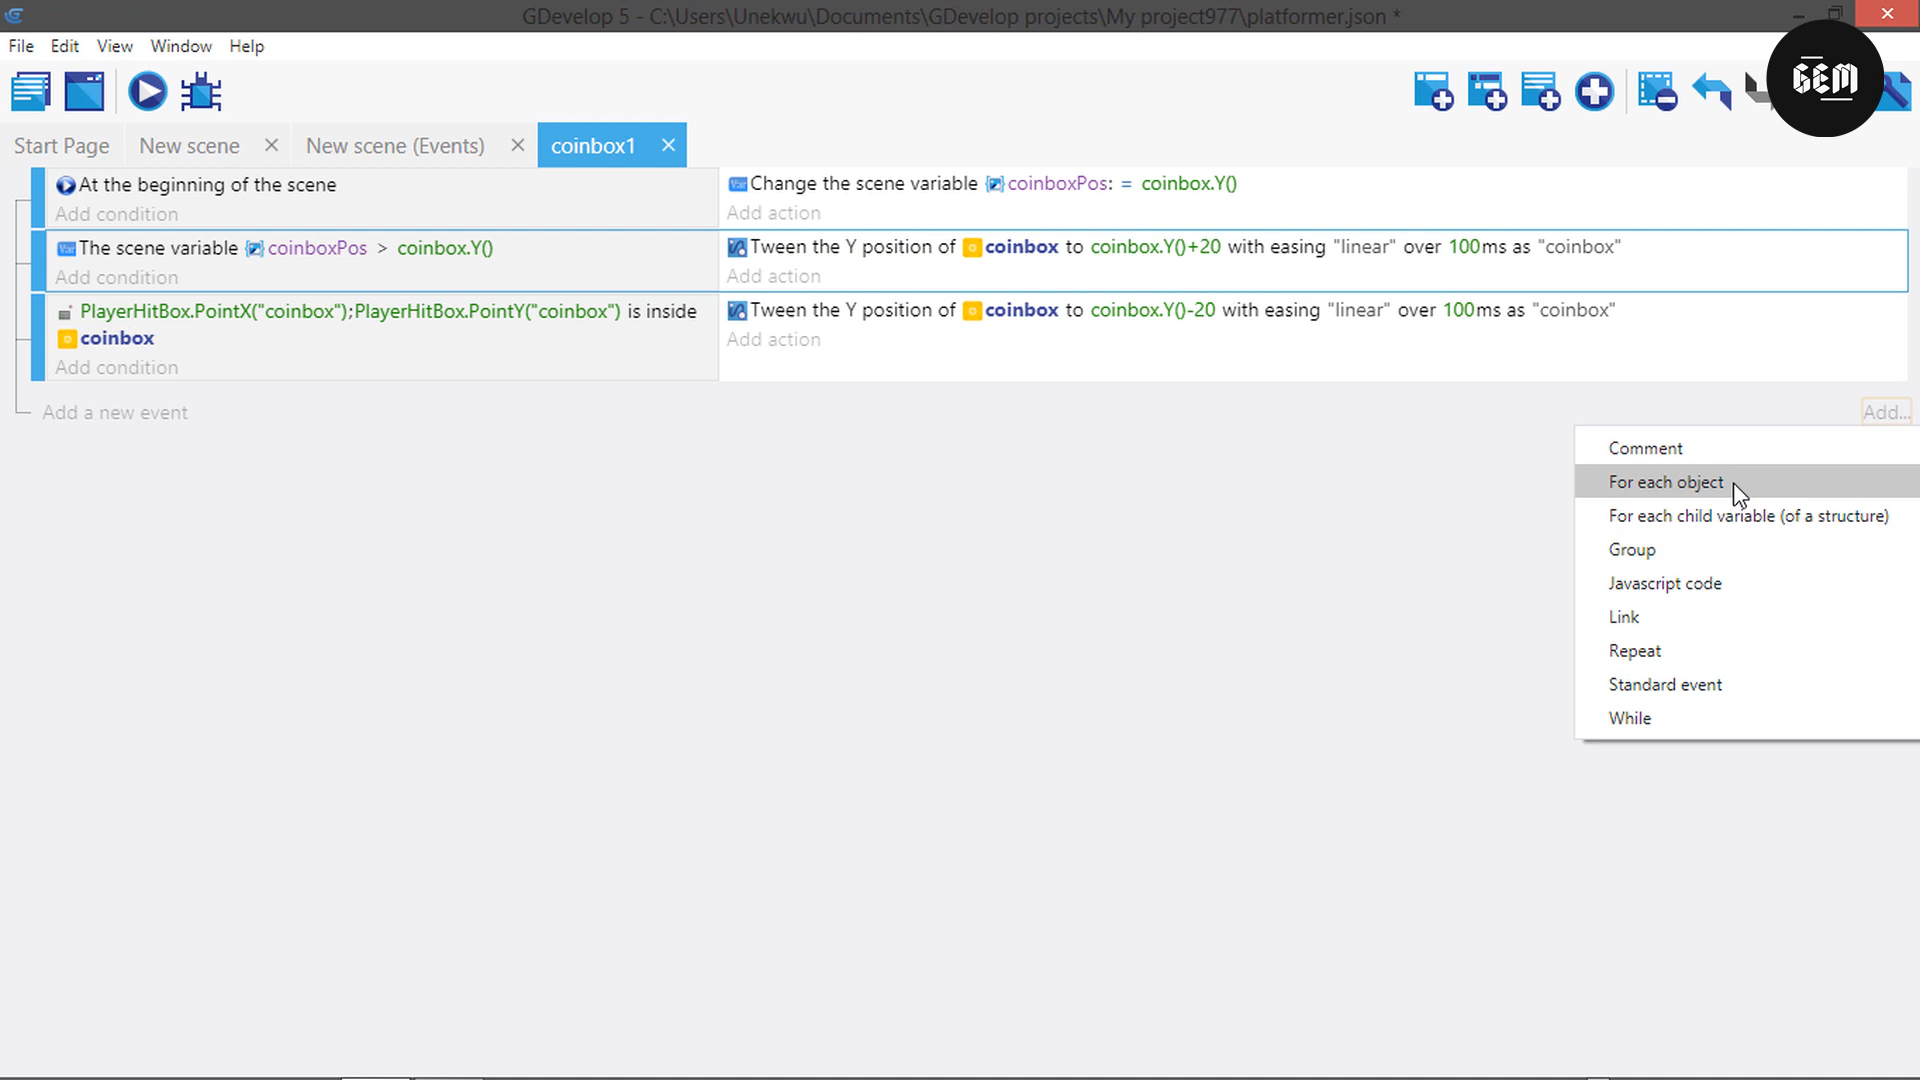 GDevelop 5 - C:\Users\Unekwu\Documents\GDevelop projects\My project977\platformer.json *
File Edit View Window Help
GEM
Start Page New scene New scene (Events) coinbox1
At the beginning of the scene
Change the scene variable coinboxPos: = coinbox.Y()
Add condition
Add action
The scene variable coinboxPos > coinbox.Y()
Tween the Y position of coinbox to coinbox.Y()+20 with easing "linear" over 100ms as "coinbox"
Add condition
Add action
PlayerHitBox.PointX("coinbox");PlayerHitBox.PointY("coinbox") is inside
coinbox
Tween the Y position of coinbox to coinbox.Y()-20 with easing "linear" over 100ms as "coinbox"
Add condition
Add action
Add a new event
Add...
Comment
For each object
For each child variable (of a structure)
Group
Javascript code
Link
Repeat
Standard event
While